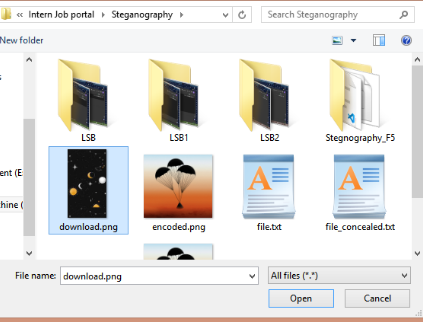 « Intern Job portal ▸ Steganography
Search Steganography
New folder
LSB
LSB1
LSB2
Stegnography_F5
ent (E
chine (
download.png
encoded.png
file.txt
file_concealed.txt
File name:
download.png
All files (*.*)
Open
Cancel